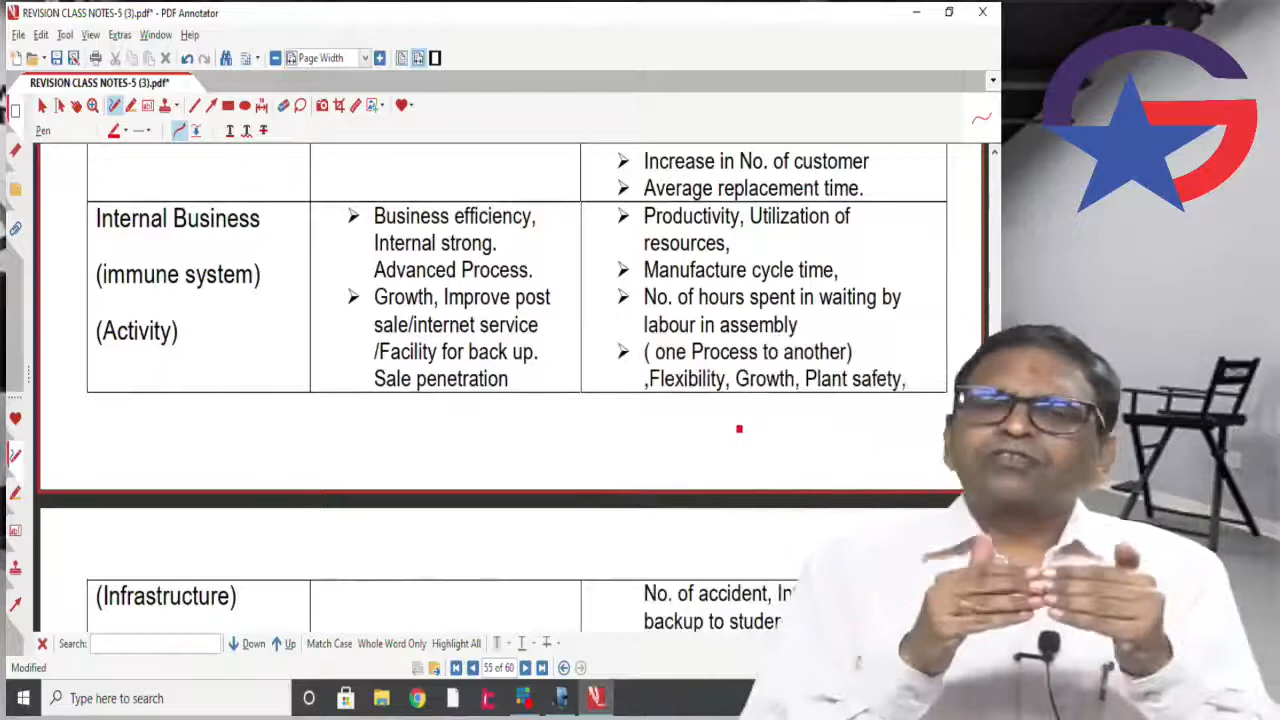 REVISION CLASS NOTES-5 (3).pdf* - PDF Annotator
File Edit Tool View Extras Window Help
Page Width
REVISION CLASS NOTES-5 (3).pdf*
Pen
Increase in No. of customer
Average replacement time.
Internal Business
(immune system)
(Activity)
Business efficiency,
Internal strong.
Advanced Process.
Growth, Improve post
sale/internet service
/Facility for back up.
Sale penetration
Productivity, Utilization of
resources,
Manufacture cycle time,
No. of hours spent in waiting by
labour in assembly
( one Process to another)
,Flexibility, Growth, Plant safety,
(Infrastructure)
No. of accident,
backup to
Search: Down Up Match Case Whole Word Only Highlight All
Modified
55 of 60
Type here to search